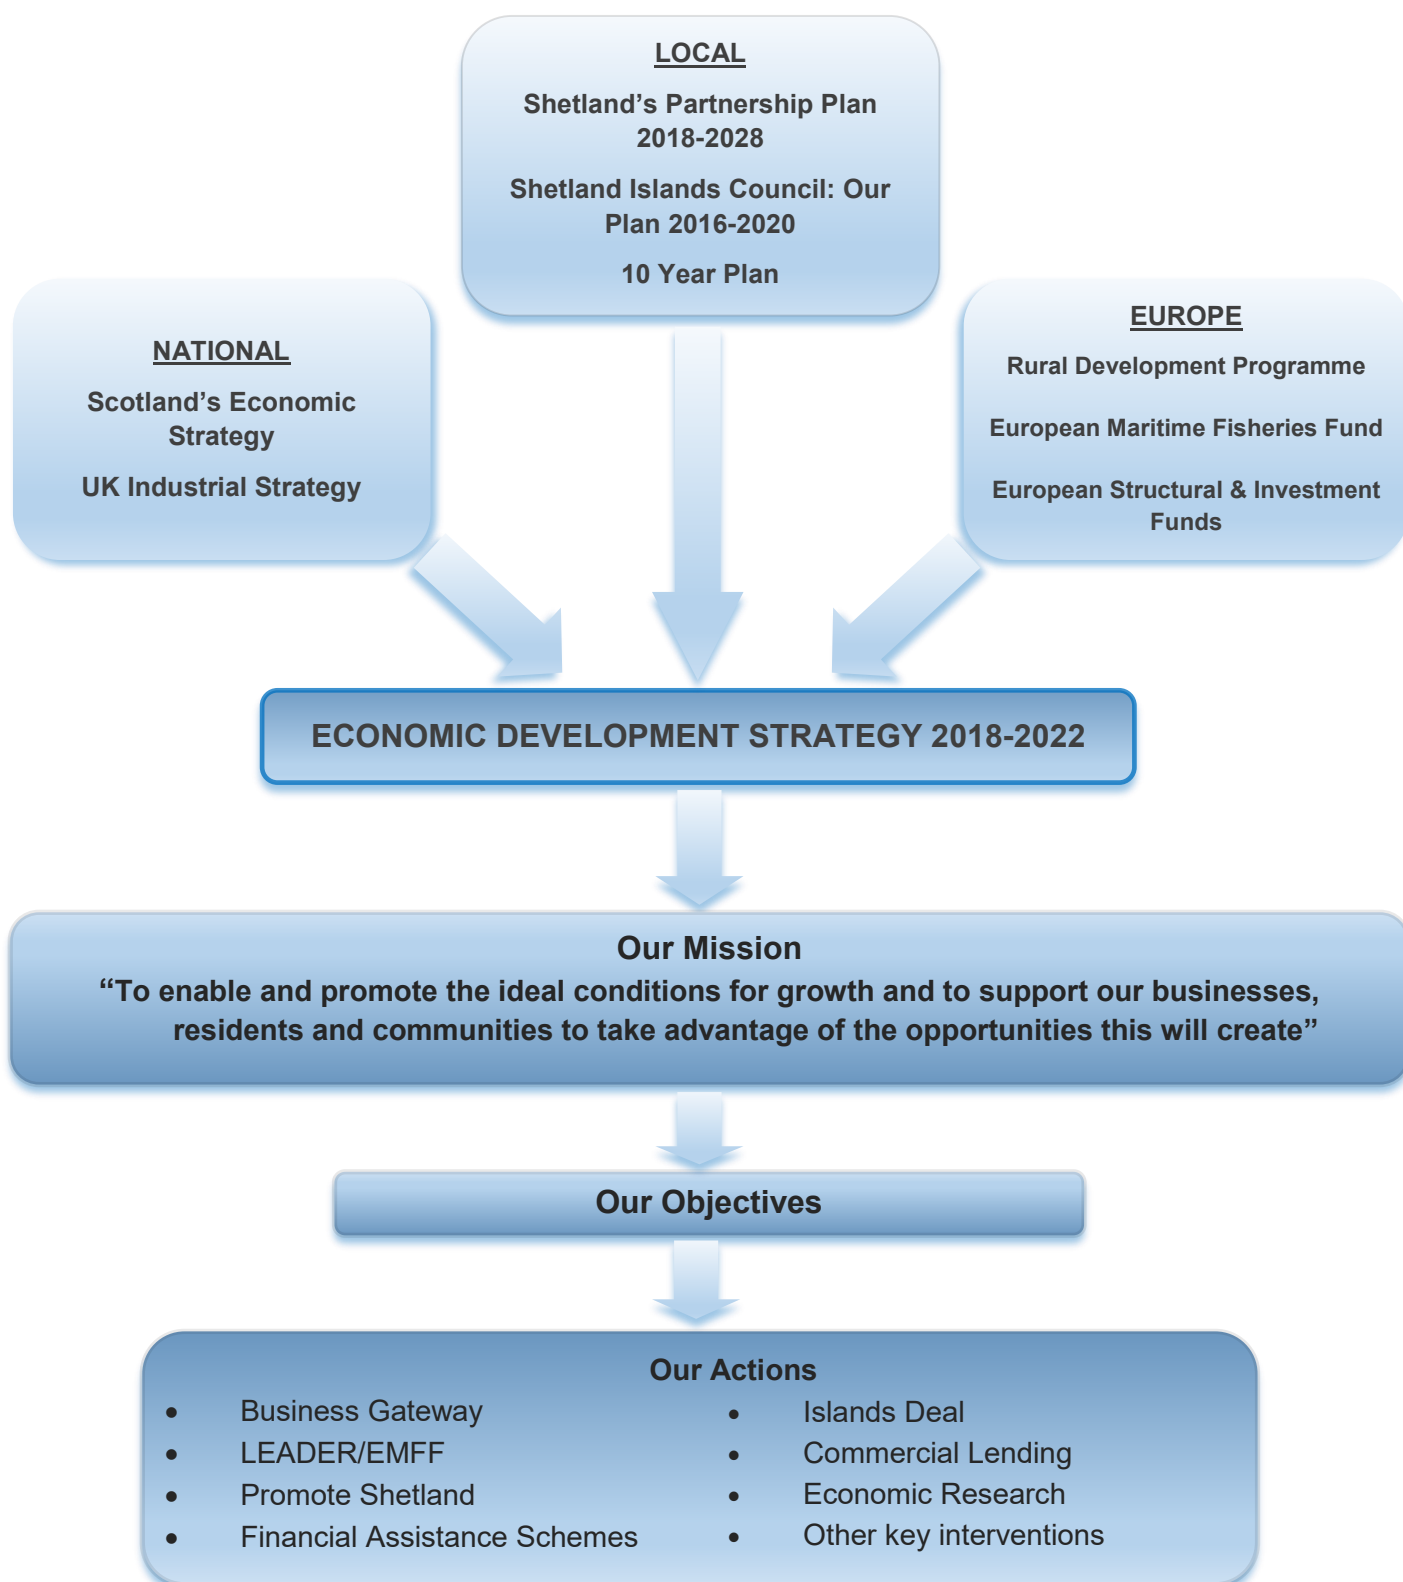 LOCAL
Shetland’s Partnership Plan
2018-2028
Shetland Islands Council: Our
Plan 2016-2020
10 Year Plan
NATIONAL
Scotland’s Economic
Strategy
UK Industrial Strategy
EUROPE
Rural Development Programme
European Maritime Fisheries Fund
European Structural & Investment
Funds
ECONOMIC DEVELOPMENT STRATEGY 2018-2022
Our Mission
“To enable and promote the ideal conditions for growth and to support our businesses,
residents and communities to take advantage of the opportunities this will create”
Our Objectives
Our Actions
• Business Gateway
• LEADER/EMFF
• Promote Shetland
• Financial Assistance Schemes
• Islands Deal
• Commercial Lending
• Economic Research
• Other key interventions